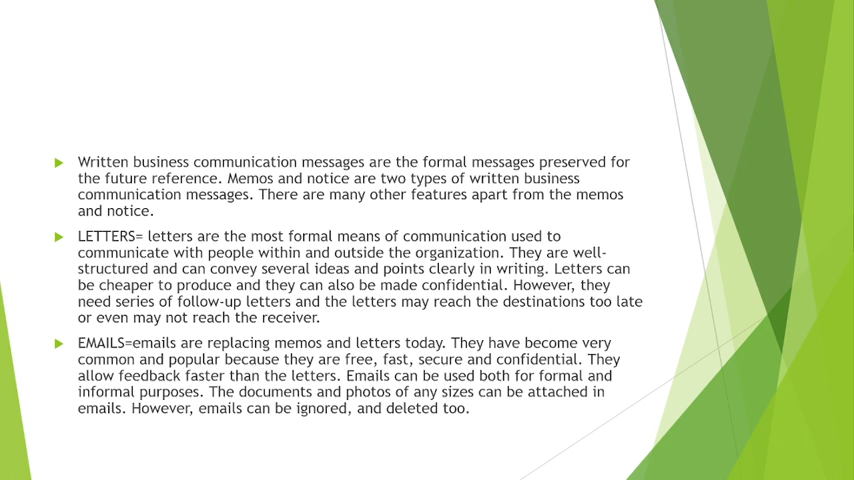 Written business communication messages are the formal messages preserved for
the future reference. Memos and notice are two types of written business
communication messages. There are many other features apart from the memos
and notice.
LETTERS= letters are the most formal means of communication used to
communicate with people within and outside the organization. They are well-
structured and can convey several ideas and points clearly in writing. Letters can
be cheaper to produce and they can also be made confidential. However, they
need series of follow-up letters and the letters may reach the destinations too late
or even may not reach the receiver.
EMAILS=emails are replacing memos and letters today. They have become very
common and popular because they are free, fast, secure and confidential. They
allow feedback faster than the letters. Emails can be used both for formal and
informal purposes. The documents and photos of any sizes can be attached in
emails. However, emails can be ignored, and deleted too.